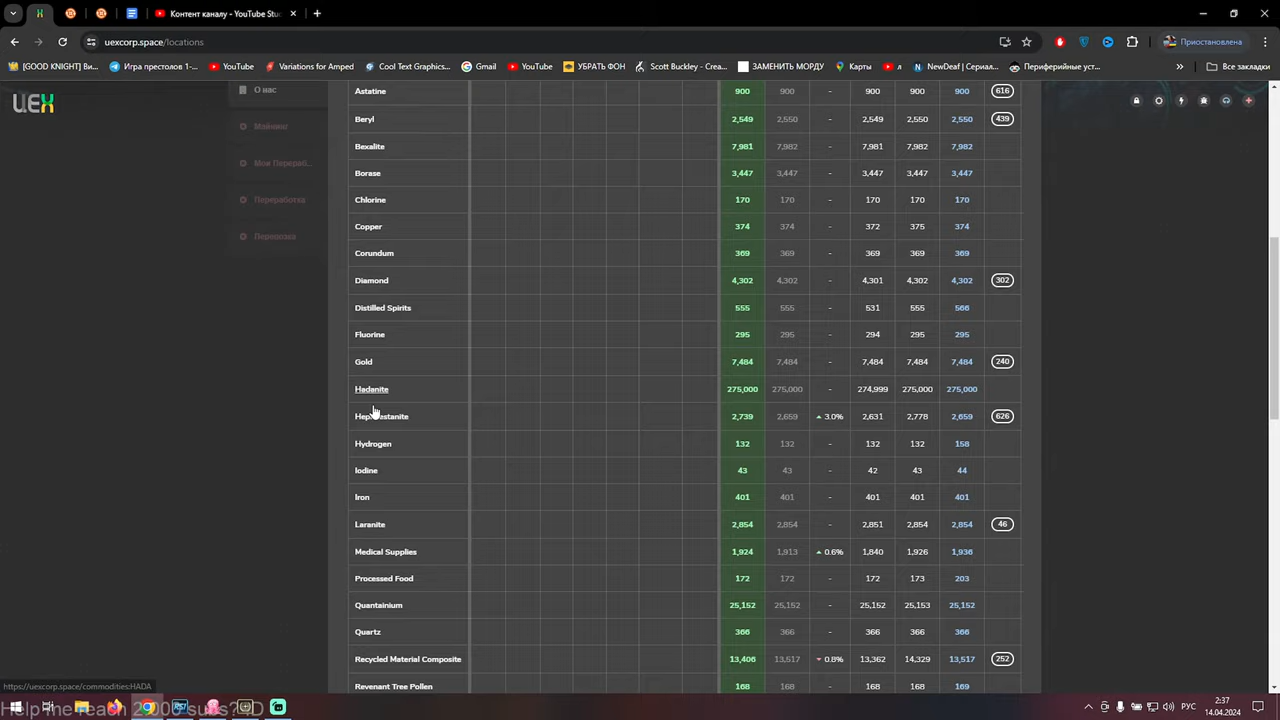 Контент каналу - YouTube Stu
uexcorp.space/locations
Приостановлена
[GOOD KNIGHT] Ви...
Игра престолов 1-...
YouTube
Variations for Amped
Cool Text Graphics...
Gmail
YouTube
УБРАТЬ ФОН
Scott Buckley - Crea...
ЗАМЕНИТЬ МОРДУ
Карты
л
NewDeaf | Сериал...
Периферийные уст...
»
Все закладки
UEX
О нас
Майнинг
Мои Перераб...
Переработка
Перевозка
Astatine 900 900 - 900 900 900 616
Beryl 2,549 2,550 - 2,549 2,550 2,550 439
Bexalite 7,981 7,982 - 7,981 7,982 7,982
Borase 3,447 3,447 - 3,447 3,447 3,447
Chlorine 170 170 - 170 170 170
Copper 374 374 - 372 375 374
Corundum 369 369 - 369 369 369
Diamond 4,302 4,302 - 4,301 4,302 4,302 302
Distilled Spirits 555 555 - 531 555 566
Fluorine 295 295 - 294 295 295
Gold 7,484 7,484 - 7,484 7,484 7,484 240
Hadanite 275,000 275,000 - 274,999 275,000 275,000
Hephaestanite 2,739 2,659 ▲ 3.0% 2,631 2,778 2,659 626
Hydrogen 132 132 - 132 132 158
Iodine 43 43 - 42 43 44
Iron 401 401 - 401 401 401
Laranite 2,854 2,854 - 2,851 2,854 2,854 46
Medical Supplies 1,924 1,913 ▲ 0.6% 1,840 1,926 1,936
Processed Food 172 172 - 172 173 203
Quantainium 25,152 25,152 - 25,152 25,153 25,152
Quartz 366 366 - 366 366 366
Recycled Material Composite 13,406 13,517 ▼ 0.8% 13,362 14,329 13,517 252
Revenant Tree Pollen 168 168 - 168 168 169
https://uexcorp.space/commodities:HADA
РУС
2:37
14.04.2024